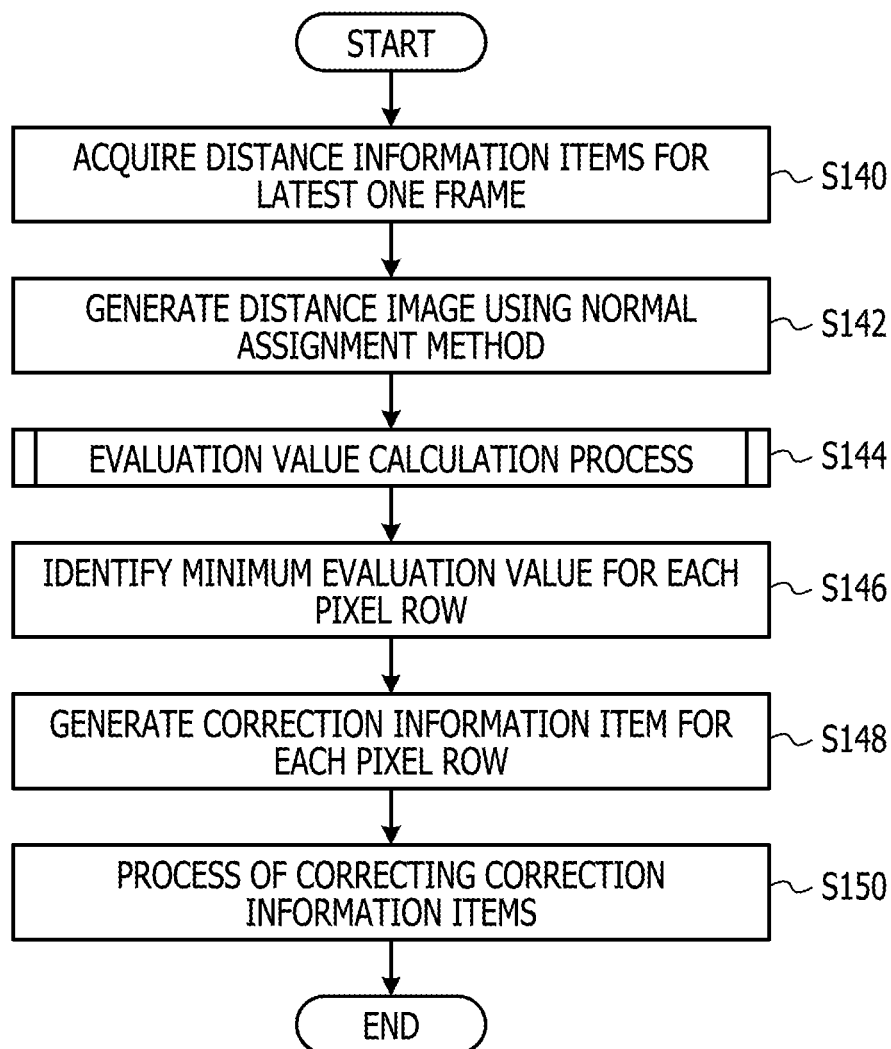 START
ACQUIRE DISTANCE INFORMATION ITEMS FOR
LATEST ONE FRAME
S140
GENERATE DISTANCE IMAGE USING NORMAL
ASSIGNMENT METHOD
S142
EVALUATION VALUE CALCULATION PROCESS
S144
IDENTIFY MINIMUM EVALUATION VALUE FOR EACH
PIXEL ROW
S146
GENERATE CORRECTION INFORMATION ITEM FOR
EACH PIXEL ROW
S148
PROCESS OF CORRECTING CORRECTION
INFORMATION ITEMS
S150
END